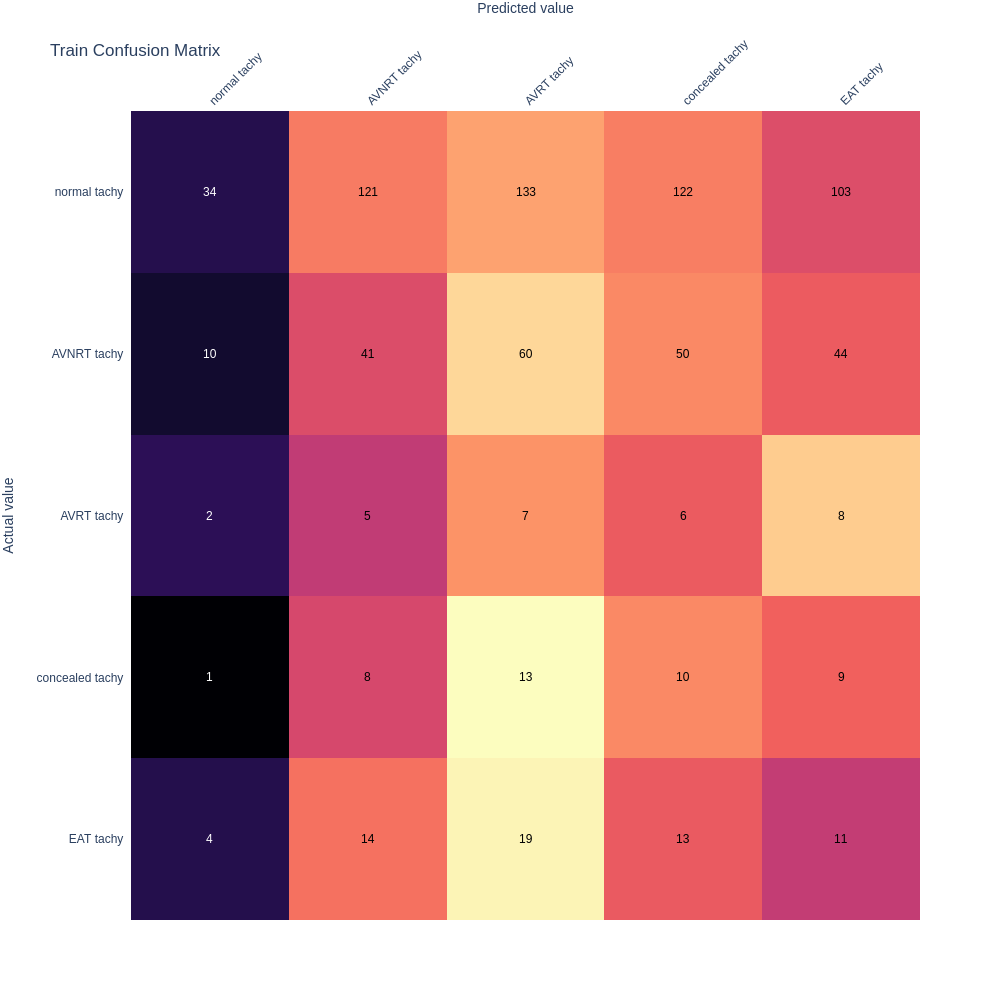 Predicted value
Train Confusion Matrix
normal tachy AVNRT tachy AVRT tachy concealed tachy EAT tachy
normal tachy 34 121 133 122 103
AVNRT tachy 10 41 60 50 44
Actual value
AVRT tachy 2 5 7 6 8
concealed tachy 1 8 13 10 9
EAT tachy 4 14 19 13 11